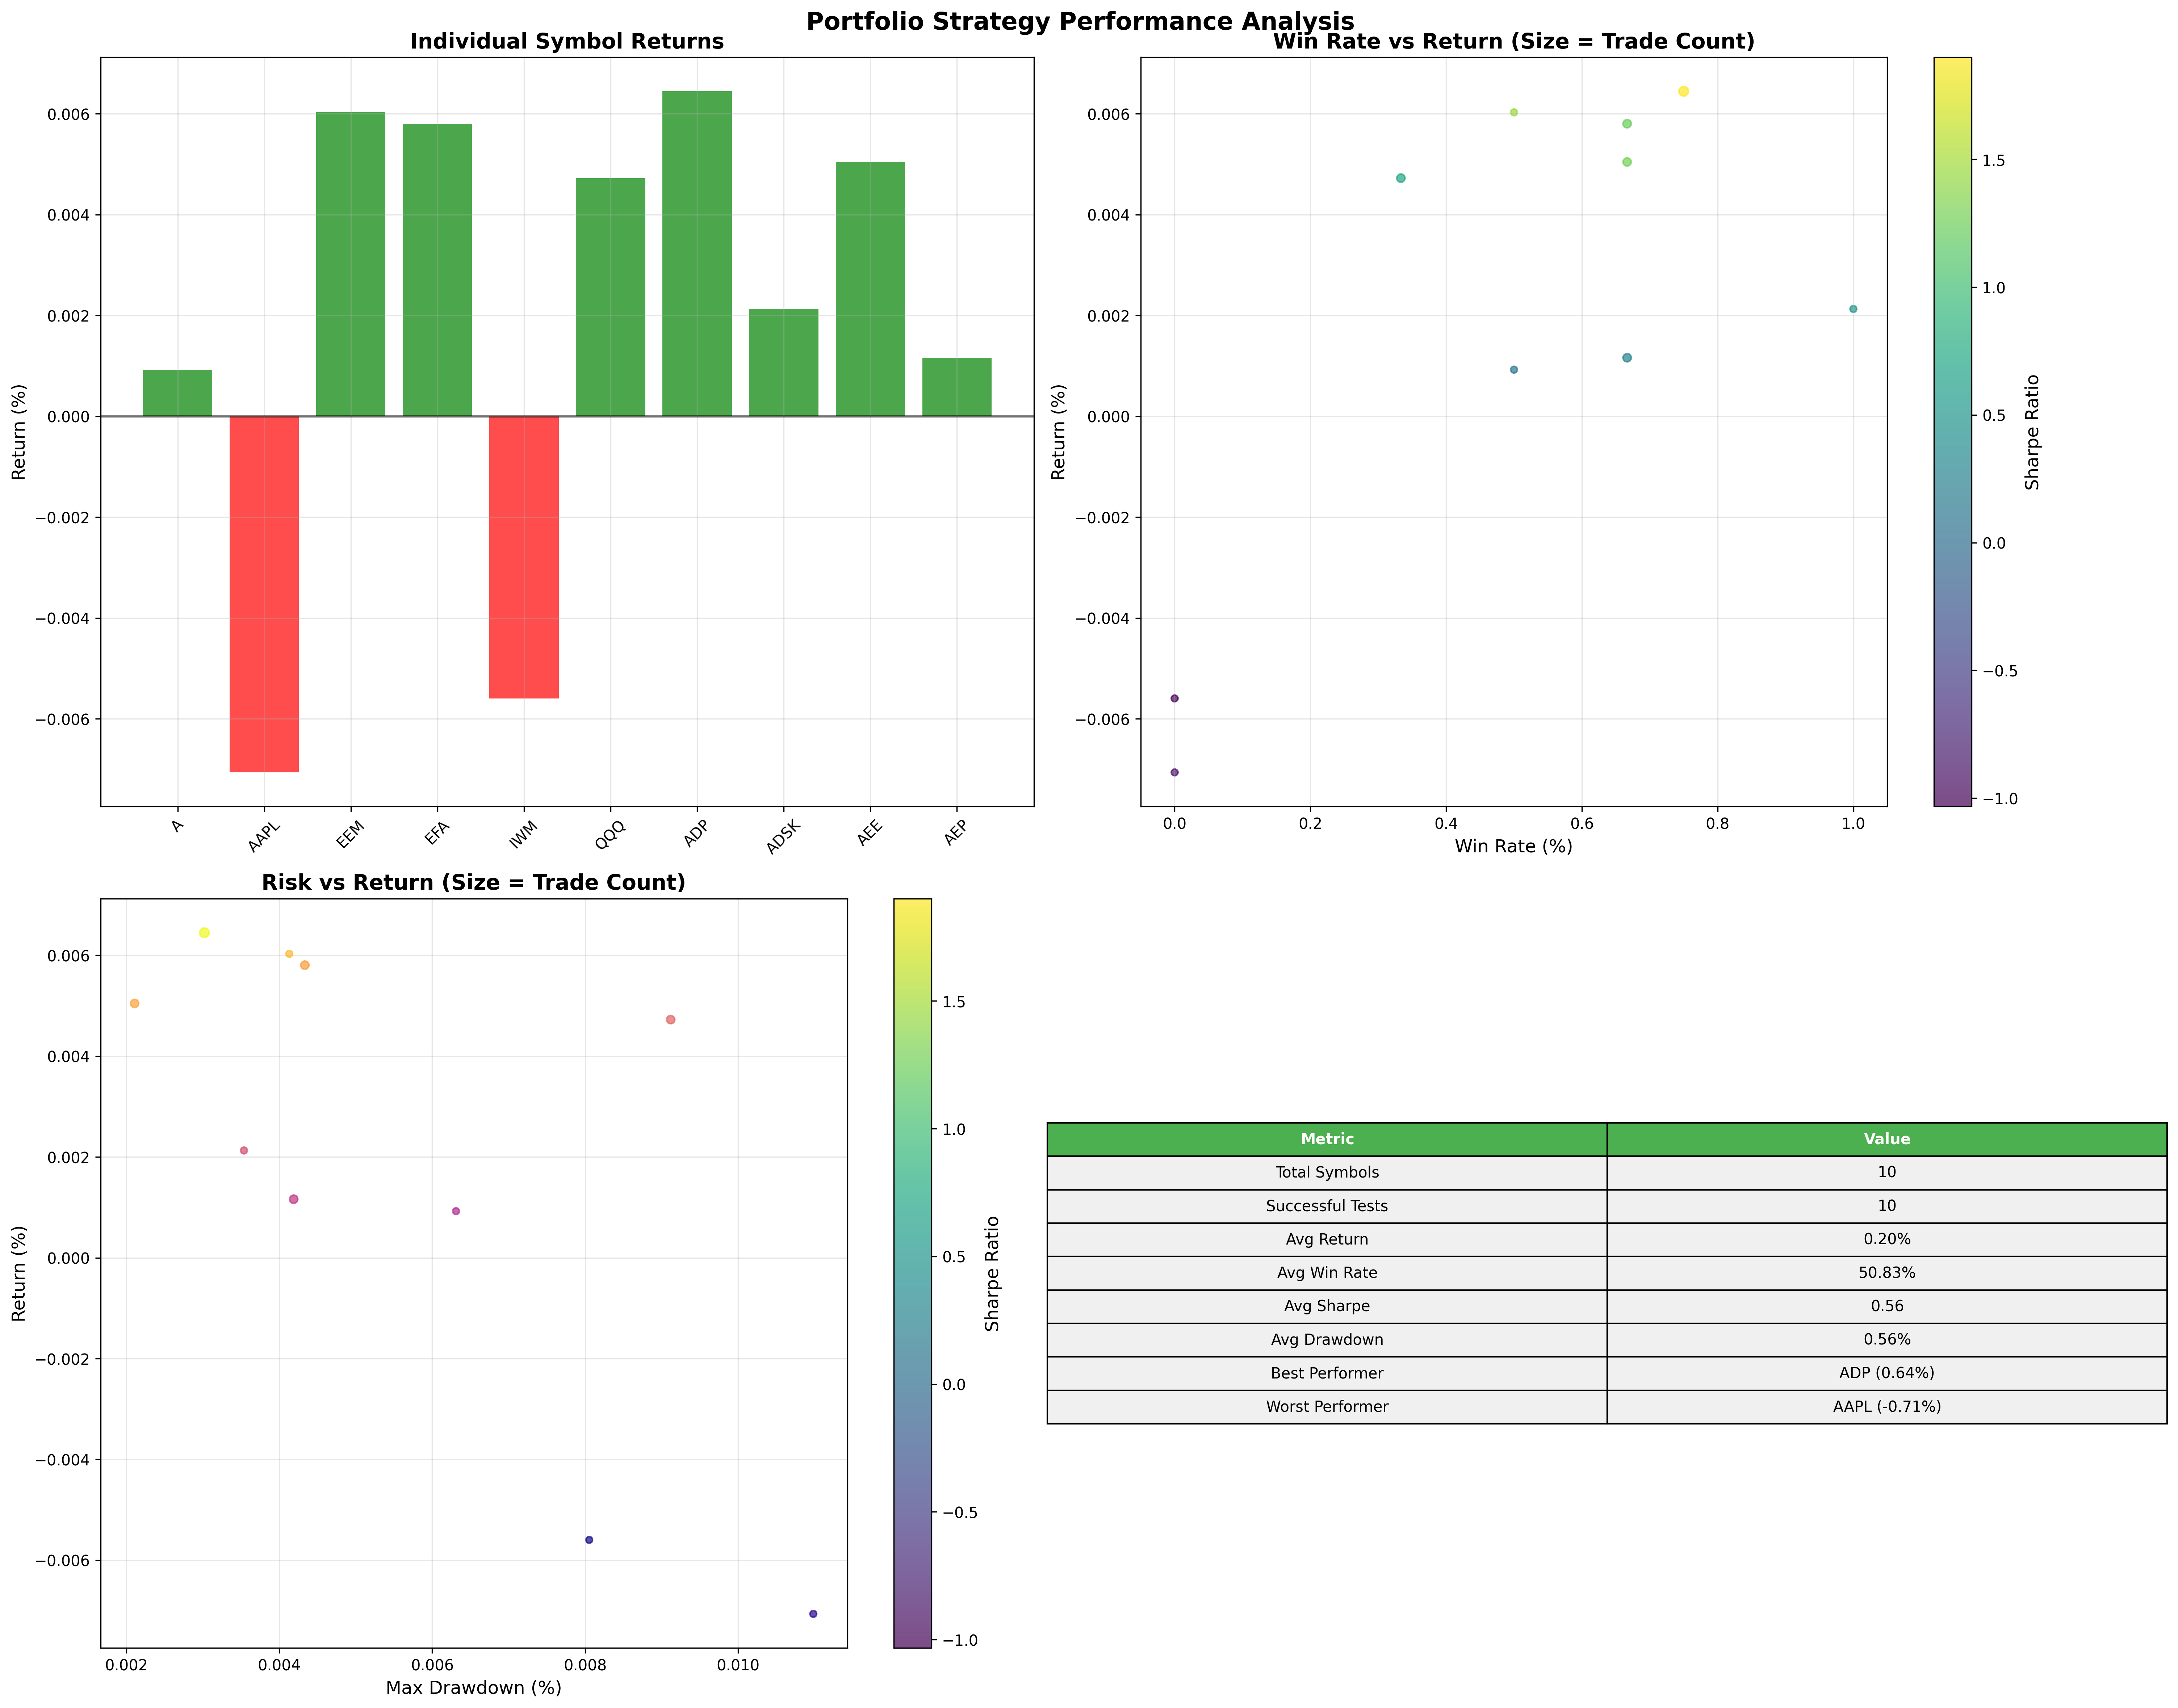 Portfolio Strategy Performance Analysis
Individual Symbol Returns
Return (%)
0.006
0.004
0.002
0.000
−0.002
−0.004
−0.006
A
AAPL
EEM
EFA
IWM
QQQ
ADP
ADSK
AEE
AEP
Win Rate vs Return (Size = Trade Count)
Return (%)
0.006
0.004
0.002
0.000
−0.002
−0.004
−0.006
0.0
0.2
0.4
0.6
0.8
1.0
Win Rate (%)
1.5
1.0
0.5
0.0
−0.5
−1.0
Sharpe Ratio
Risk vs Return (Size = Trade Count)
Return (%)
0.006
0.004
0.002
0.000
−0.002
−0.004
−0.006
0.002
0.004
0.006
0.008
0.010
Max Drawdown (%)
1.5
1.0
0.5
0.0
−0.5
−1.0
Sharpe Ratio
Metric Value
Total Symbols 10
Successful Tests 10
Avg Return 0.20%
Avg Win Rate 50.83%
Avg Sharpe 0.56
Avg Drawdown 0.56%
Best Performer ADP (0.64%)
Worst Performer AAPL (-0.71%)